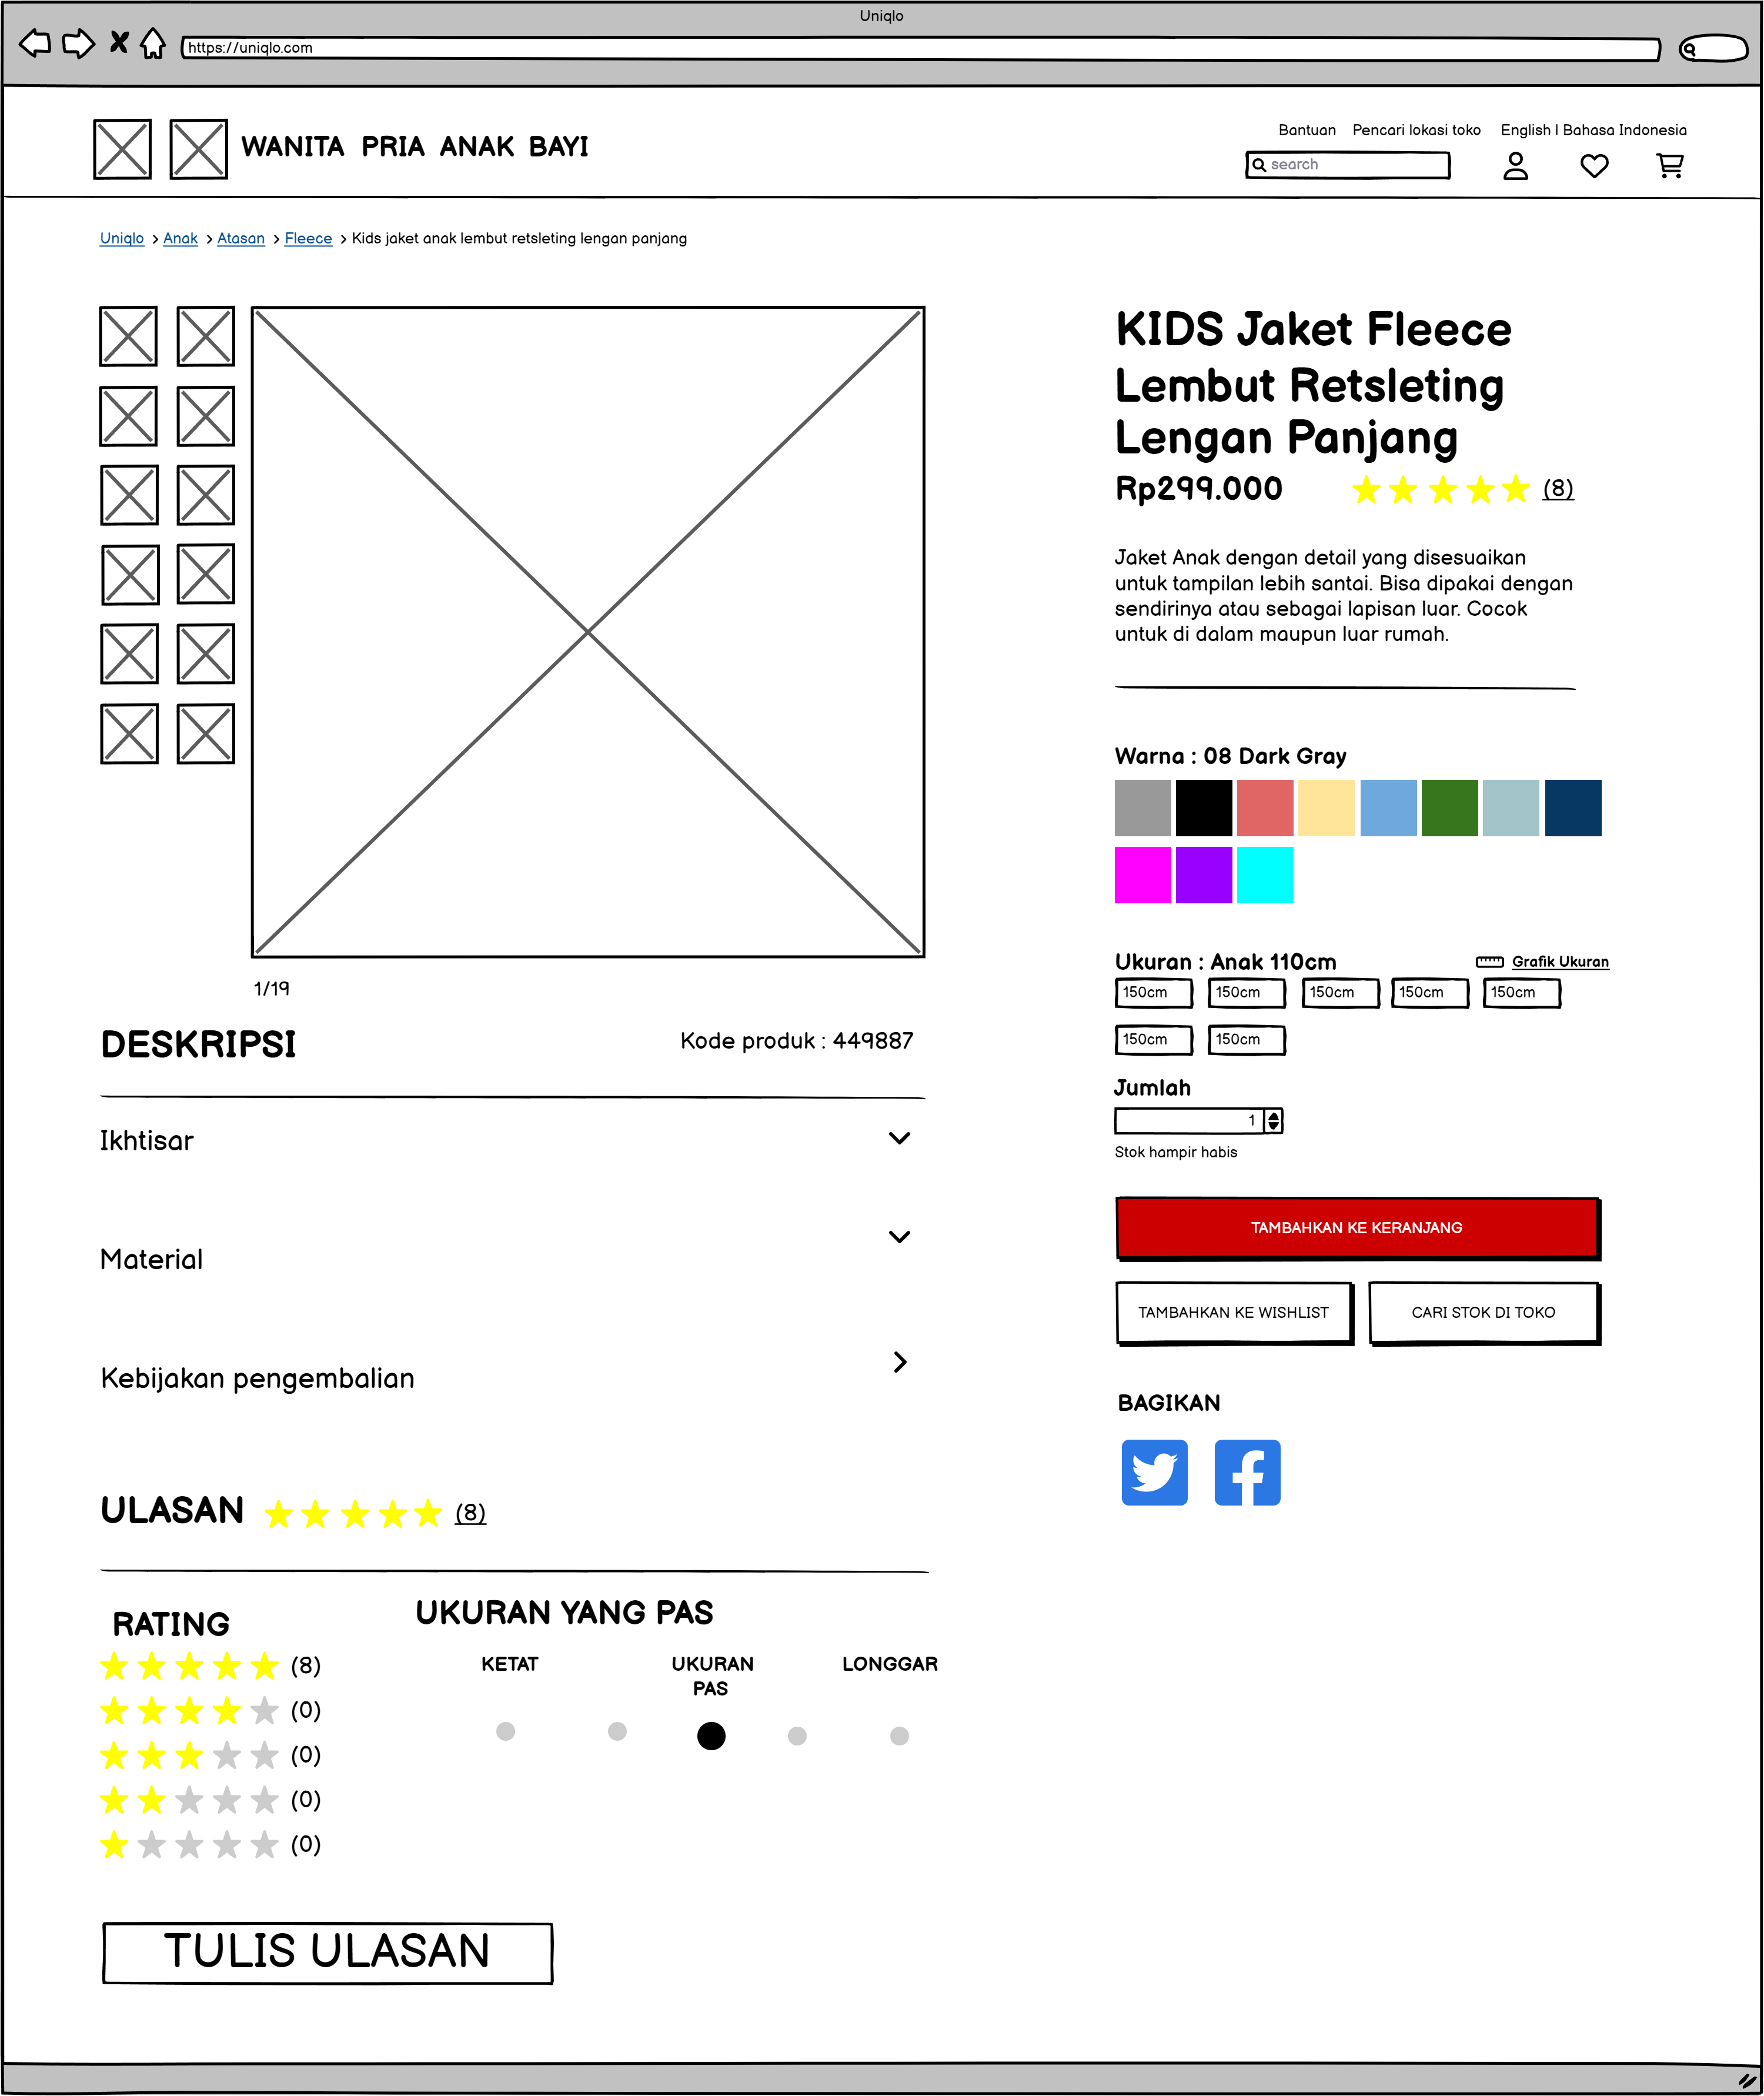 Uniqlo
https://uniqlo.com
WANITA PRIA ANAK BAYI
Bantuan Pencari lokasi toko English | Bahasa Indonesia
search
Uniqlo > Anak > Atasan > Fleece > Kids jaket anak lembut retsleting lengan panjang
KIDS Jaket Fleece
Lembut Retsleting
Lengan Panjang
Rp299.000 (8)
Jaket Anak dengan detail yang disesuaikan
untuk tampilan lebih santai. Bisa dipakai dengan
sendirinya atau sebagai lapisan luar. Cocok
untuk di dalam maupun luar rumah.
Warna : 08 Dark Gray
Ukuran : Anak 110cm Grafik Ukuran
150cm 150cm 150cm 150cm 150cm
150cm 150cm
Jumlah
1
Stok hampir habis
TAMBAHKAN KE KERANJANG
TAMBAHKAN KE WISHLIST CARI STOK DI TOKO
BAGIKAN
1/19
DESKRIPSI Kode produk : 449887
Ikhtisar
Material
Kebijakan pengembalian
ULASAN (8)
RATING
(8)
(0)
(0)
(0)
(0)
UKURAN YANG PAS
KETAT UKURAN LONGGAR
PAS
TULIS ULASAN